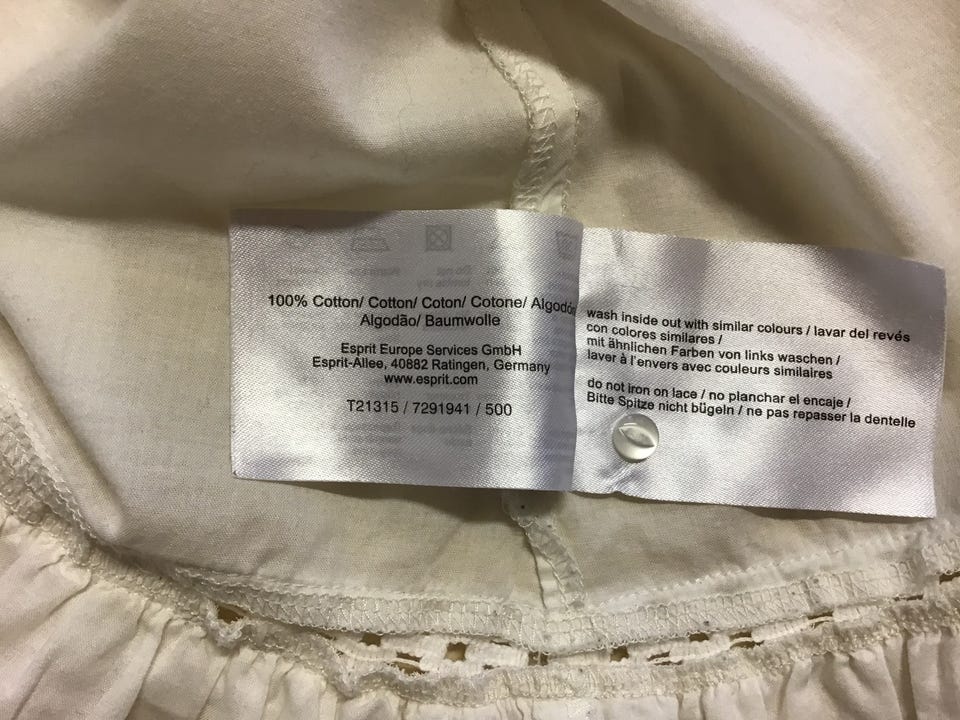 100% Cotton/ Cotton/ Coton/ Cotone/ Algodón
Algodão/ Baumwolle
Esprit Europe Services GmbH
Esprit-Allee, 40882 Ratingen, Germany
www.esprit.com
T21315 / 7291941 / 500
wash inside out with similar colours / lavar del revés
con colores similares /
mit ähnlichen Farben von links waschen /
laver à l'envers avec couleurs similaires
do not iron on lace / no planchar el encaje /
Bitte Spitze nicht bügeln / ne pas repasser la dentelle